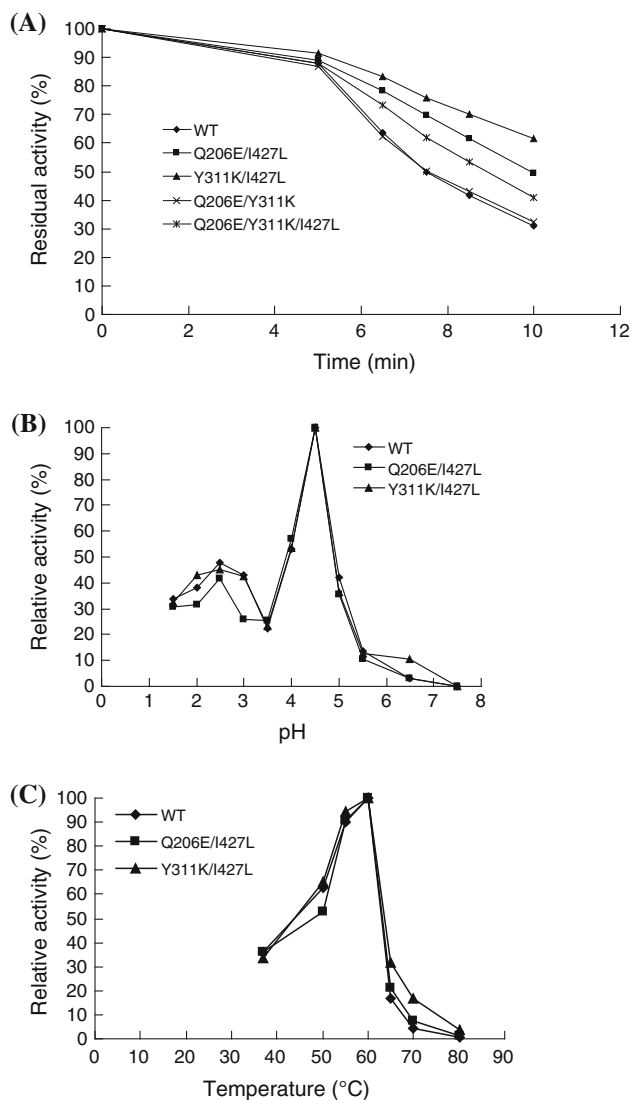 (A)
Residual activity (%)
100
90
80
70
60
50
40
30
20
10
0
WT
Q206E/I427L
Y311K/I427L
Q206E/Y311K
Q206E/Y311K/I427L
0 2 4 6 8 10 12
Time (min)
(B)
Relative activity (%)
100
90
80
70
60
50
40
30
20
10
0
WT
Q206E/I427L
Y311K/I427L
0 1 2 3 4 5 6 7 8
pH
(C)
Relative activity (%)
100
90
80
70
60
50
40
30
20
10
0
WT
Q206E/I427L
Y311K/I427L
0 10 20 30 40 50 60 70 80 90
Temperature (°C)